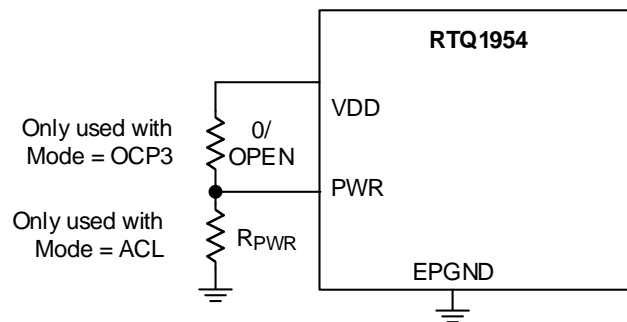 RTQ1954
VDD
Only used with
Mode = OCP3
0/
OPEN
PWR
Only used with
Mode = ACL
RPWR
EPGND